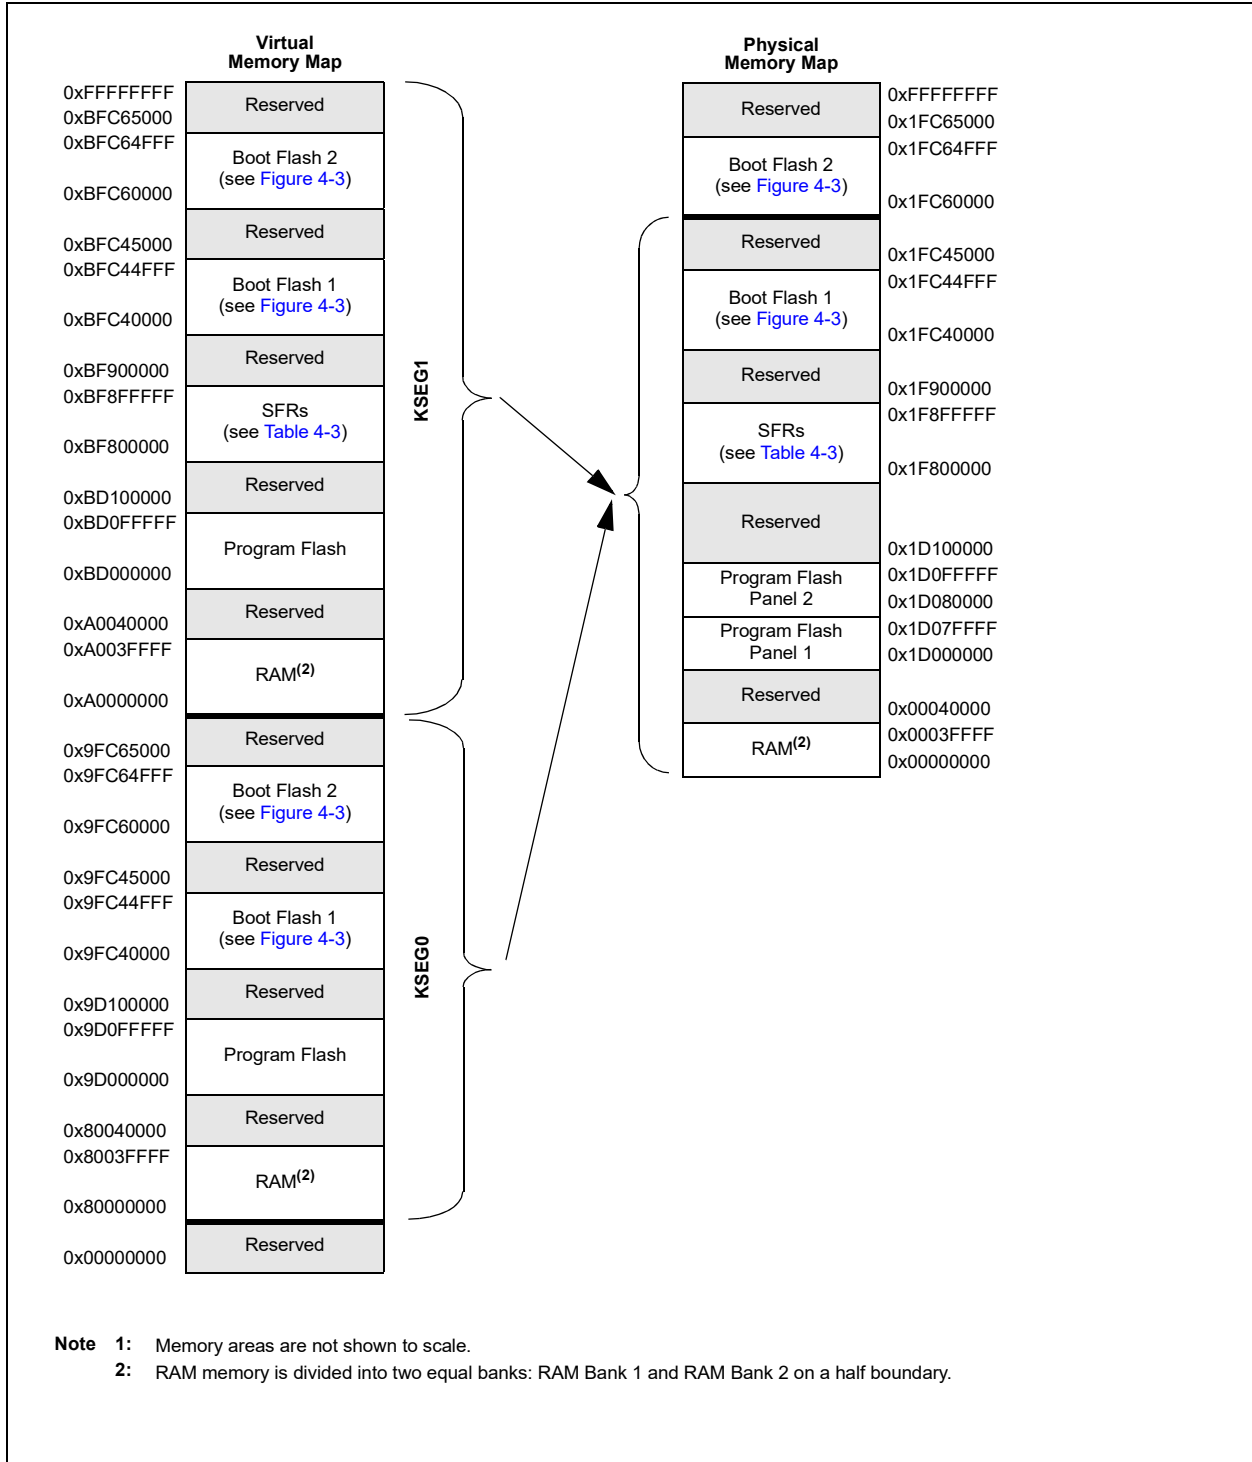 Virtual
Memory Map
0xFFFFFFFF
Reserved
0xBFC65000
0xBFC64FFF
Boot Flash 2
(see Figure 4-3)
0xBFC60000
Reserved
0xBFC45000
0xBFC44FFF
Boot Flash 1
(see Figure 4-3)
0xBFC40000
Reserved
0xBF900000
0xBF8FFFFF
SFRs
(see Table 4-3)
0xBF800000
Reserved
0xBD100000
0xBD0FFFFF
Program Flash
0xBD000000
Reserved
0xA0040000
0xA003FFFF
RAM(2)
0xA0000000
Reserved
0x9FC65000
0x9FC64FFF
Boot Flash 2
(see Figure 4-3)
0x9FC60000
Reserved
0x9FC45000
0x9FC44FFF
Boot Flash 1
(see Figure 4-3)
0x9FC40000
Reserved
0x9D100000
0x9D0FFFFF
Program Flash
0x9D000000
Reserved
0x80040000
0x8003FFFF
RAM(2)
0x80000000
Reserved
0x00000000
KSEG1
KSEG0
Physical
Memory Map
0xFFFFFFFF
Reserved
0x1FC65000
0x1FC64FFF
Boot Flash 2
(see Figure 4-3)
0x1FC60000
Reserved
0x1FC45000
0x1FC44FFF
Boot Flash 1
(see Figure 4-3)
0x1FC40000
Reserved
0x1F900000
0x1F8FFFFF
SFRs
(see Table 4-3)
0x1F800000
Reserved
0x1D100000
0x1D0FFFFF
Program Flash
Panel 2
0x1D080000
0x1D07FFFF
Program Flash
Panel 1
0x1D000000
Reserved
0x00040000
0x0003FFFF
RAM(2)
0x00000000
Note 1: Memory areas are not shown to scale.
2: RAM memory is divided into two equal banks: RAM Bank 1 and RAM Bank 2 on a half boundary.